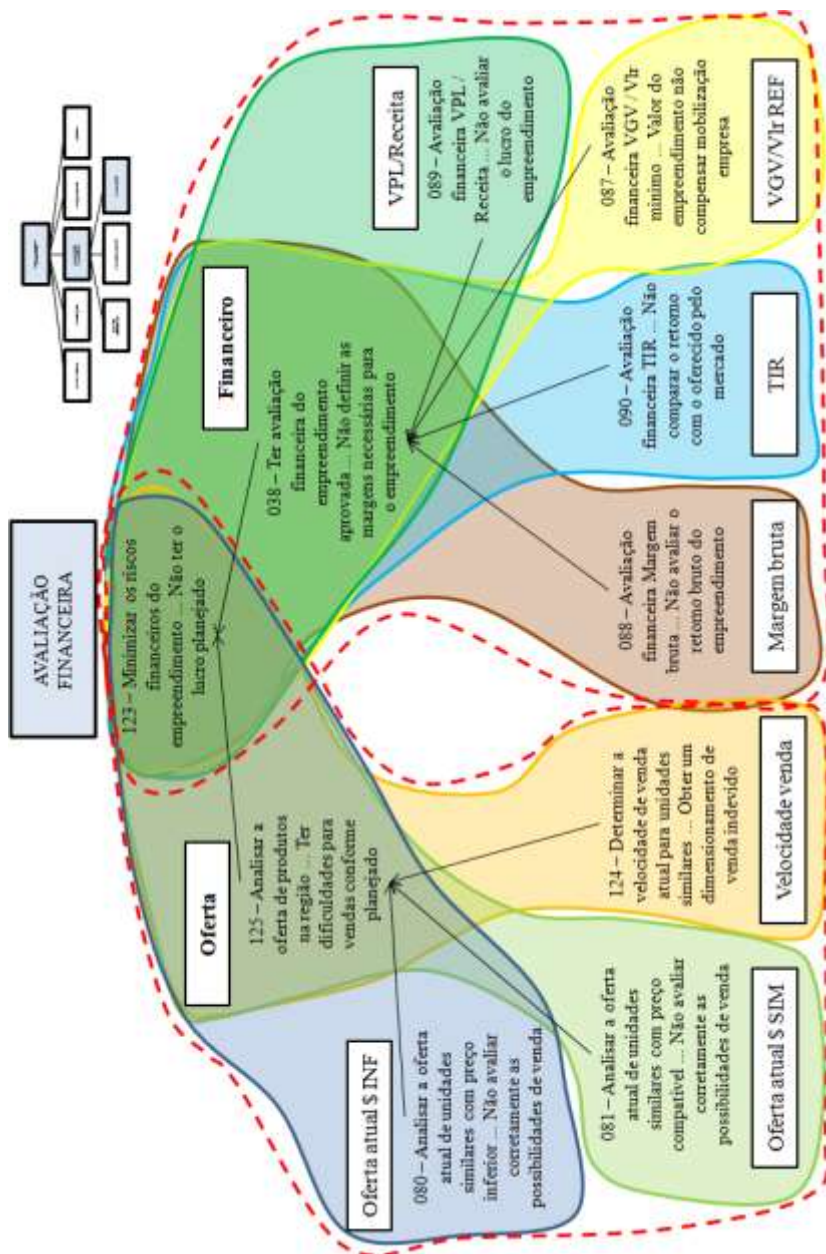 AVALIAÇÃO
FINANCEIRA
123 – Minimizar os riscos
financeiros do
empreendimento ... Não ter o
lucro planejado
Oferta
125 – Analisar a
oferta de produtos
na região ... Ter
dificuldades para
vendas conforme
planejado
Financeiro
038 – Ter avaliação
financeira do
empreendimento
aprovada ... Não definir as
margens necessárias para
o empreendimento
Oferta atual $ INF
080 – Analisar a oferta
atual de unidades
similares com preço
inferior ... Não avaliar
corretamente as
possibilidades de venda
081 – Analisar a oferta
atual de unidades
similares com preço
compatível ... Não avaliar
corretamente as
possibilidades de venda
Oferta atual $ SIM
124 – Determinar a
velocidade de venda
atual para unidades
similares ... Obter um
dimensionamento de
venda indevido
Velocidade venda
088 – Avaliação
financeira Margem
bruta ... Não avaliar o
retorno bruto do
empreendimento
Margem bruta
090 – Avaliação
financeira TIR ... Não
comparar o retorno
com o oferecido pelo
mercado
TIR
VPL/Receita
089 – Avaliação
financeira VPL /
Receita ... Não avaliar
o lucro do
empreendimento
087 – Avaliação
financeira VGV / Vlr
minimo ... Valor do
empreendimento não
compensar mobilização
empresa
VGV/Vlr REF